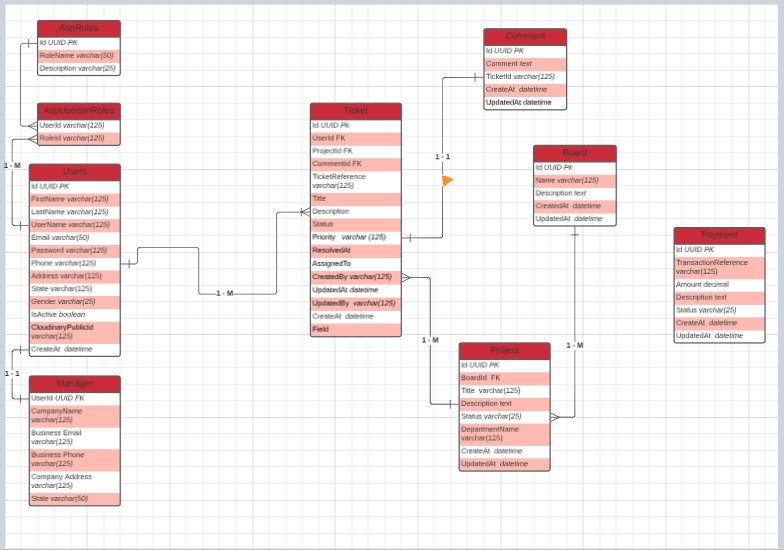 AspRoles
Id UUID PK
RoleName varchar(50)
Description varchar(25)
AspUsersInRoles
UserId varchar(125)
RoleId varchar(125)
1 - M
Users
Id UUID PK
FirstName varchar(125)
LastName varchar(125)
UserName varchar(125)
Email varchar(50)
Password varchar(125)
Phone varchar(125)
Address varchar(125)
State varchar(125)
Gender varchar(25)
IsActive boolean
CloudinaryPublicId
varchar(125)
CreateAt datetime
1 - 1
Manager
UserId UUID FK
CompanyName
varchar(125)
Business Email
varchar(125)
Business Phone
varchar(125)
Company Address
varchar(125)
State varchar(50)
1 - M
Ticket
Id UUID Pk
UserId FK
ProjectId FK
CommentId FK
TicketReference
varchar(125)
Title
Description
Status
Priority varchar (125)
ResolvedAt
AssignedTo
CreatedBy varchar(125)
UpdatedAt datetime
UpdatedBy varchar(125)
CreateAt datetime
Field
1 - 1
1 - M
Comment
Id UUID PK
Comment text
TicketId varchar(125)
CreateAt datetime
UpdatedAt datetime
Board
Id UUID Pk
Name varchar(125)
Description text
CreatedAt datetime
UpdatedAt datetime
1 - M
Project
Id UUID PK
BoardId FK
Title varchar(125)
Description text
Status varchar(25)
DepartmentName
varchar(125)
CreateAt datetime
UpdatedAt datetime
Payment
Id UUID PK
TransactionReference
varchar(125)
Amount decimal
Description text
Status varchar(25)
CreateAt datetime
UpdatedAt datetime